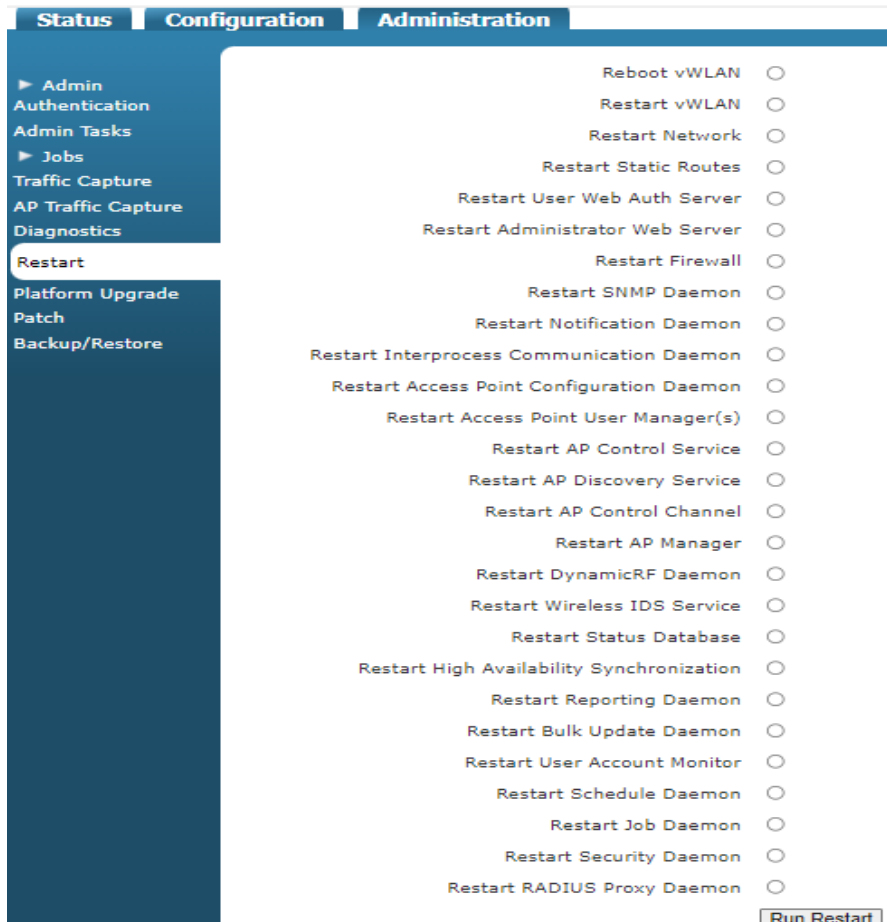 Status Configuration Administration
Admin
Authentication
Admin Tasks
Jobs
Traffic Capture
AP Traffic Capture
Diagnostics
Restart
Platform Upgrade
Patch
Backup/Restore
Reboot vWLAN
Restart vWLAN
Restart Network
Restart Static Routes
Restart User Web Auth Server
Restart Administrator Web Server
Restart Firewall
Restart SNMP Daemon
Restart Notification Daemon
Restart Interprocess Communication Daemon
Restart Access Point Configuration Daemon
Restart Access Point User Manager(s)
Restart AP Control Service
Restart AP Discovery Service
Restart AP Control Channel
Restart AP Manager
Restart DynamicRF Daemon
Restart Wireless IDS Service
Restart Status Database
Restart High Availability Synchronization
Restart Reporting Daemon
Restart Bulk Update Daemon
Restart User Account Monitor
Restart Schedule Daemon
Restart Job Daemon
Restart Security Daemon
Restart RADIUS Proxy Daemon
Run Restart